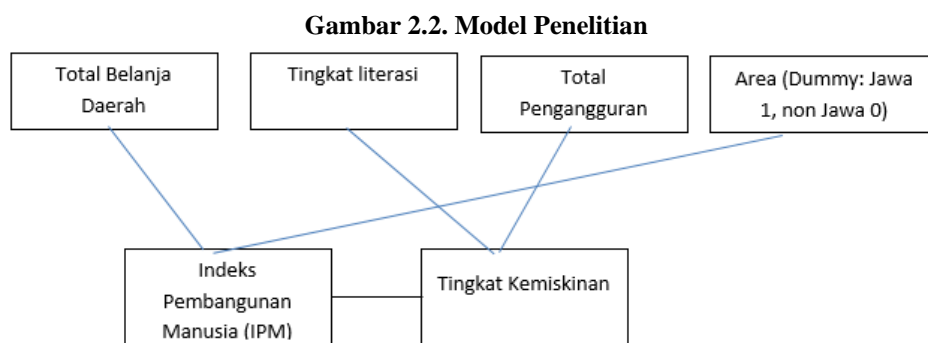 Gambar 2.2. Model Penelitian
Total Belanja
Daerah
Tingkat literasi
Total
Pengangguran
Area (Dummy: Jawa
1, non Jawa 0)
Indeks
Pembangunan
Manusia (IPM)
Tingkat Kemiskinan